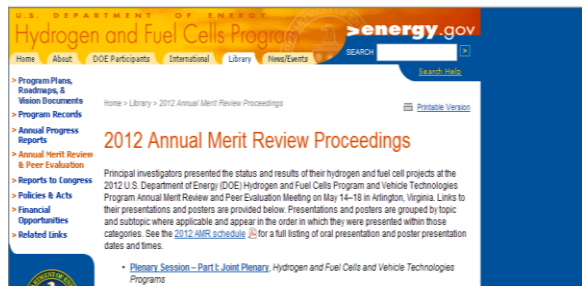 U.S. DEPARTMENT OF ENERGY
Hydrogen and Fuel Cells Program
>energy.gov
SEARCH
>
Home About DOE Participants International Library News/Events
Search Help
> Program Plans,
Roadmaps, &
Vision Documents
> Program Records
> Annual Progress
Reports
> Annual Merit Review
& Peer Evaluation
> Reports to Congress
> Policies & Acts
> Financial
Opportunities
> Related Links
Home > Library > 2012 Annual Merit Review Proceedings
Printable Version
2012 Annual Merit Review Proceedings
Principal investigators presented the status and results of their hydrogen and fuel cell projects at the
2012 U.S. Department of Energy (DOE) Hydrogen and Fuel Cells Program and Vehicle Technologies
Program Annual Merit Review and Peer Evaluation Meeting on May 14–18 in Arlington, Virginia. Links to
their presentations and posters are provided below. Presentations and posters are grouped by topic
and subtopic where applicable and appear in the order in which they were presented within those
categories. See the 2012 AMR schedule for a full listing of oral presentation and poster presentation
dates and times.
• Plenary Session – Part I: Joint Plenary, Hydrogen and Fuel Cells and Vehicle Technologies
Programs